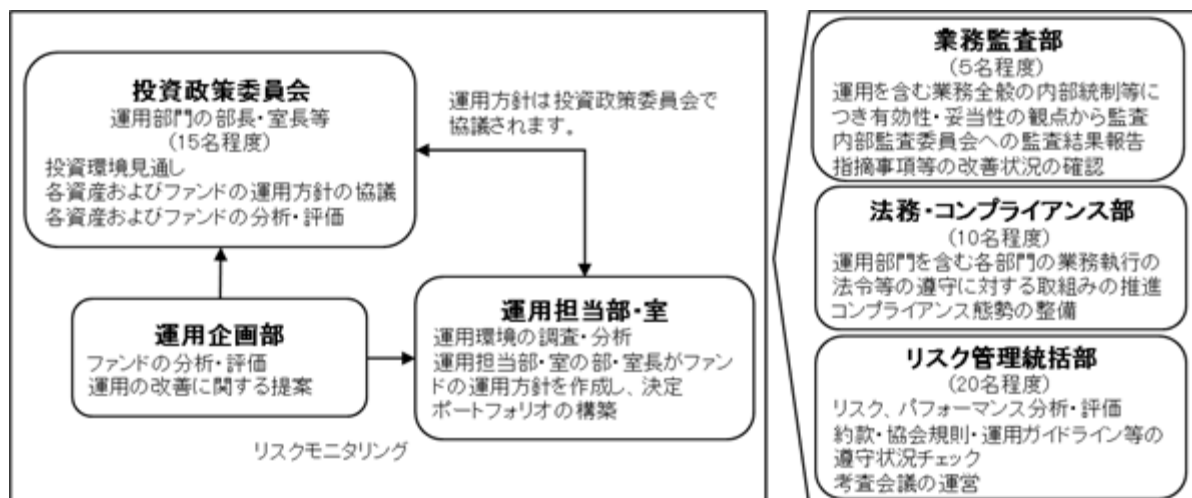 投資政策委員会
運用部門の部長・室長等
(15名程度)
投資環境見通し
各資産およびファンドの運用方針の協議
各資産およびファンドの分析・評価
運用方針は投資政策委員会で
協議されます。
運用企画部
ファンドの分析・評価
運用の改善に関する提案
運用担当部・室
運用環境の調査・分析
運用担当部・室の部・室長がファン
ドの運用方針を作成し、決定
ポートフォリオの構築
リスクモニタリング
業務監査部
(5名程度)
運用を含む業務全般の内部統制等に
つき有効性・妥当性の観点から監査
内部監査委員会への監査結果報告
指摘事項等の改善状況の確認
法務・コンプライアンス部
(10名程度)
運用部門を含む各部門の業務執行の
法令等の遵守に対する取組みの推進
コンプライアンス態勢の整備
リスク管理統括部
(20名程度)
リスク、パフォーマンス分析・評価
約款・協会規則・運用ガイドライン等の
遵守状況チェック
考査会議の運営